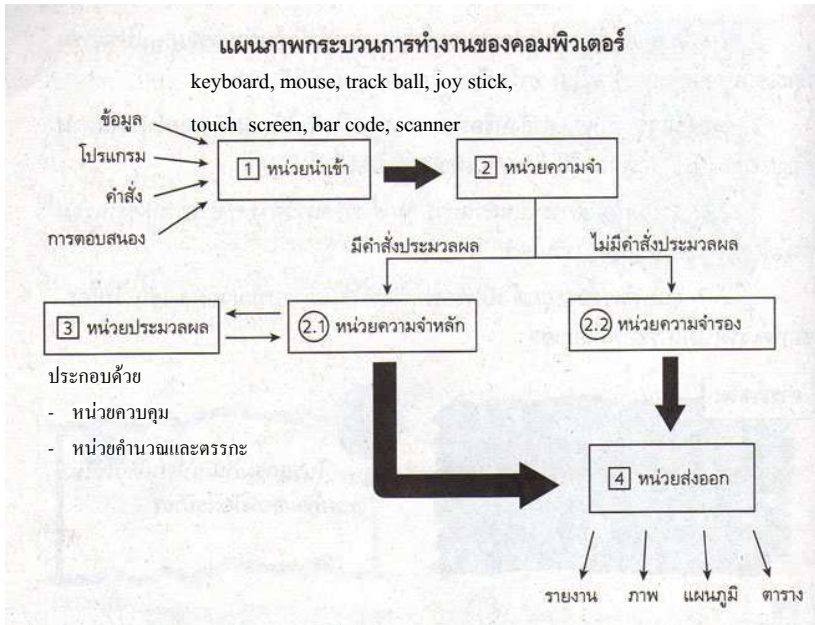 แผนภาพกระบวนการทำงานของคอมพิวเตอร์
keyboard, mouse, track ball, joy stick,
touch screen, bar code, scanner
ข้อมูล
โปรแกรม
คำสั่ง
การตอบสนอง
1 หน่วยนำเข้า
2 หน่วยความจำ
มีคำสั่งประมวลผล
ไม่มีคำสั่งประมวลผล
3 หน่วยประมวลผล
2.1 หน่วยความจำหลัก
2.2 หน่วยความจำรอง
ประกอบด้วย
- หน่วยควบคุม
- หน่วยคำนวณและตรรกะ
4 หน่วยส่งออก
รายงาน ภาพ แผนภูมิ ตาราง